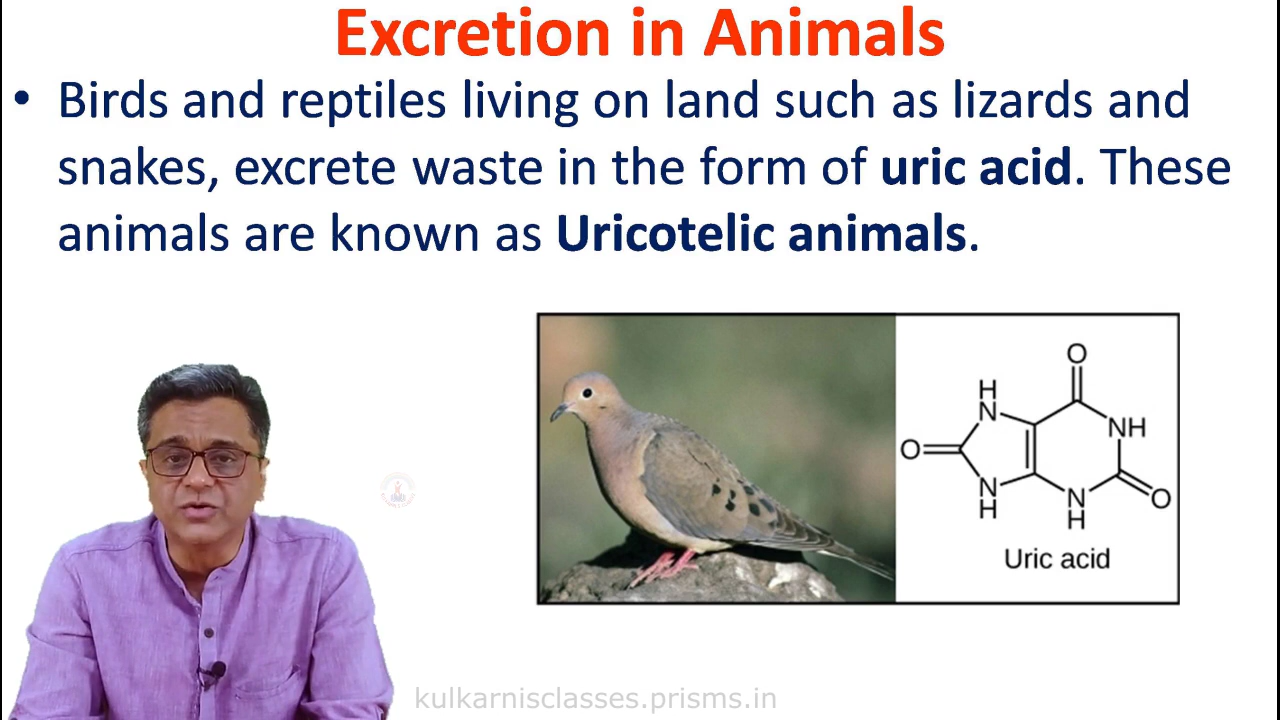 Excretion in Animals
• Birds and reptiles living on land such as lizards and
snakes, excrete waste in the form of uric acid. These
animals are known as Uricotelic animals.
O
H
N
NH
O
N
H
N
H
O
Uric acid
kulkarnisclasses.prisms.in